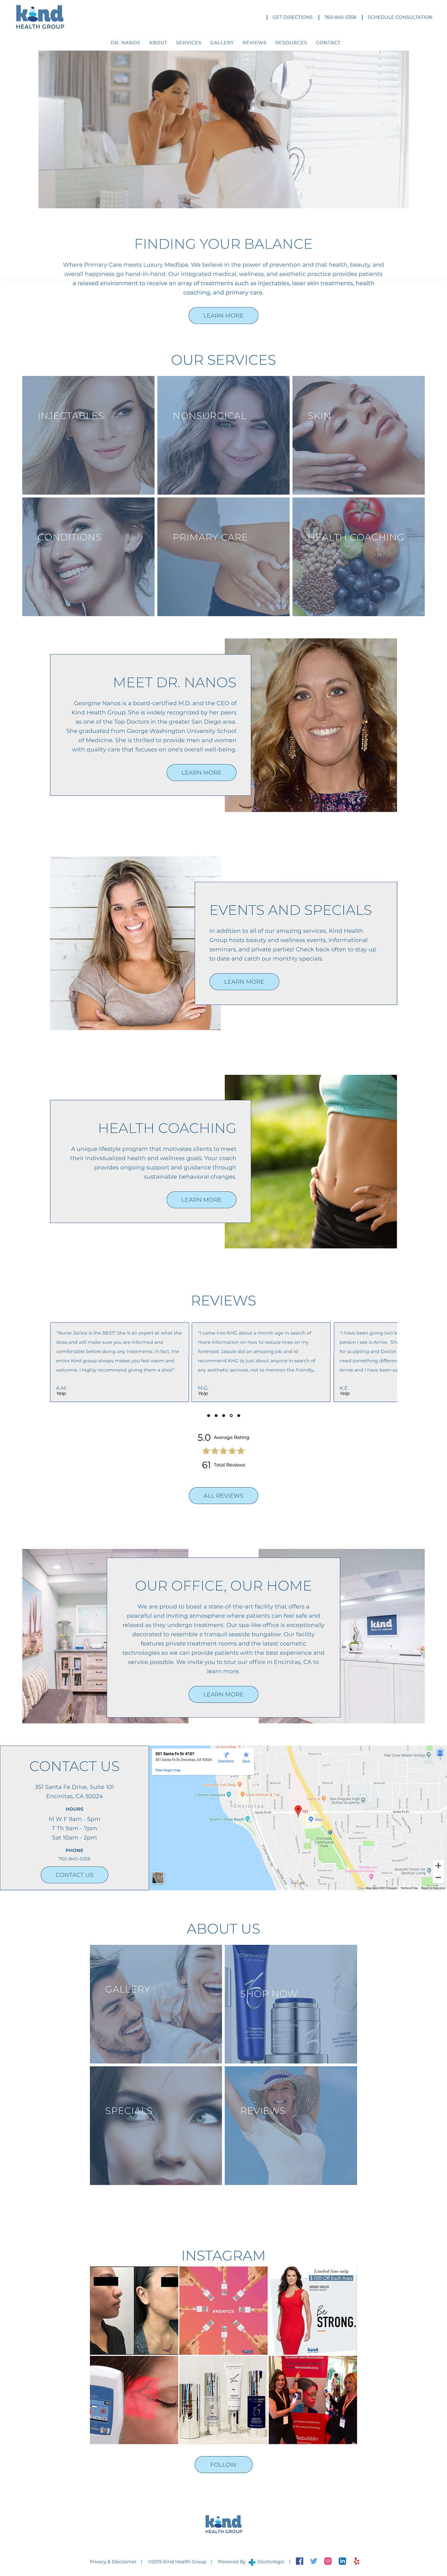 kind
HEALTH GROUP
| GET DIRECTIONS | 760-840-5358 | SCHEDULE CONSULTATION
DR. NANOS ABOUT SERVICES GALLERY REVIEWS RESOURCES CONTACT
FINDING YOUR BALANCE
Where Primary Care meets Luxury MedSpa. We believe in the power of prevention and that health, beauty, and
overall happiness go hand-in-hand. Our integrated medical, wellness, and aesthetic practice provides patients
a relaxed environment to receive an array of treatments such as injectables, laser skin treatments, health
coaching, and primary care.
LEARN MORE
OUR SERVICES
INJECTABLES
NONSURGICAL
SKIN
CONDITIONS
PRIMARY CARE
HEALTH COACHING
MEET DR. NANOS
Georgine Nanos is a board-certified M.D. and the CEO of
Kind Health Group. She is widely recognized by her peers
as one of the Top Doctors in the greater San Diego area.
She graduated from George Washington University School
of Medicine. She is thrilled to provide men and women
with quality care that focuses on one's overall well-being.
LEARN MORE
EVENTS AND SPECIALS
In addition to all of our amazing services, Kind Health
Group hosts beauty and wellness events, informational
seminars, and private parties! Check back often to stay up
to date and catch our monthly specials.
LEARN MORE
HEALTH COACHING
A unique lifestyle program that motivates clients to meet
their individualized health and wellness goals. Your coach
provides ongoing support and guidance through
sustainable behavioral changes.
LEARN MORE
REVIEWS
"Nurse Jackie is the BEST! She is an expert at what she
does and will make sure you are informed and
comfortable before doing any treatments. In fact, the
entire Kind group always makes you feel warm and
welcome. I highly recommend giving them a shot!"
A.M.
Yelp
"I came into KHG about a month ago in search of
more information on how to reduce lines on my
forehead. Jaquie did an amazing job and id
recommend KHG to just about anyone in search of
any aesthetic services, not to mention the friendly...
M.G.
Yelp
"I have been going too k
person I see is Annie. Sh
for sculpting and Doctor
need something differen
Annie and I have been so
K.E.
Yelp
5.0 Average Rating
61 Total Reviews
ALL REVIEWS
OUR OFFICE, OUR HOME
We are proud to boast a state-of-the-art facility that offers a
peaceful and inviting atmosphere where patients can feel safe and
relaxed as they undergo treatment. Our spa-like office is exceptionally
decorated to resemble a tranquil seaside bungalow. Our facility
features private treatment rooms and the latest cosmetic
technologies so we can provide patients with the best experience and
service possible. We invite you to tour our office in Encinitas, CA to
learn more.
LEARN MORE
kind
CONTACT US
351 Santa Fe Drive, Suite 101
Encinitas, CA 92024
HOURS
M W F 9am - 5pm
T Th 9am - 7pm
Sat 10am - 2pm
PHONE
760-840-5358
CONTACT US
351 Santa Fe Dr #101
351 Santa Fe Dr, Encinitas, CA 92024
Directions
Save
View larger map
Encinitas
Oak Crest Middle School
ABOUT US
GALLERY
SHOP NOW
SPECIALS
REVIEWS
INSTAGRAM
#NEWTOX
Limited time only
$100 Off Each Area
Be
STRONG.
kind
FOLLOW
kind
HEALTH GROUP
Privacy & Disclaimer | ©2019 Kind Health Group | Powered By Doctorlogic |